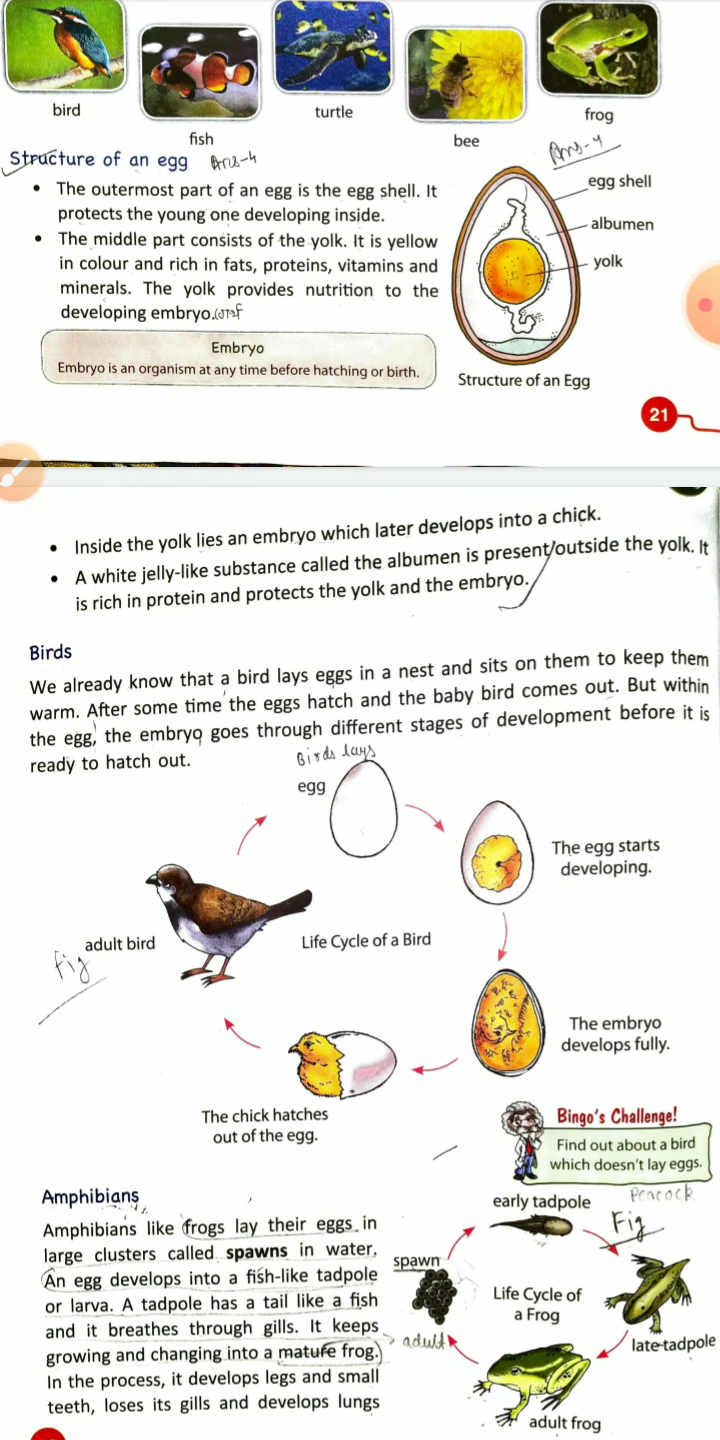 bird
fish
turtle
bee
frog
Structure of an egg Ans-4
Ans-4
• The outermost part of an egg is the egg shell. It
protects the young one developing inside.
• The middle part consists of the yolk. It is yellow
in colour and rich in fats, proteins, vitamins and
minerals. The yolk provides nutrition to the
developing embryo.
Embryo
Embryo is an organism at any time before hatching or birth.
egg shell
albumen
yolk
Structure of an Egg
21
• Inside the yolk lies an embryo which later develops into a chick.
• A white jelly-like substance called the albumen is present outside the yolk. It
is rich in protein and protects the yolk and the embryo.
Birds
We already know that a bird lays eggs in a nest and sits on them to keep them
warm. After some time the eggs hatch and the baby bird comes out. But within
the egg, the embryo goes through different stages of development before it is
ready to hatch out.
Birds lays
egg
The egg starts
developing.
adult bird
Fig
Life Cycle of a Bird
The embryo
develops fully.
The chick hatches
out of the egg.
Bingo's Challenge!
Find out about a bird
which doesn't lay eggs.
Peacock
Amphibians
Amphibians like frogs lay their eggs in
large clusters called spawns in water.
An egg develops into a fish-like tadpole
or larva. A tadpole has a tail like a fish
and it breathes through gills. It keeps
growing and changing into a mature frog.
In the process, it develops legs and small
teeth, loses its gills and develops lungs
early tadpole
Fig
spawn
Life Cycle of
a Frog
adult
late tadpole
adult frog